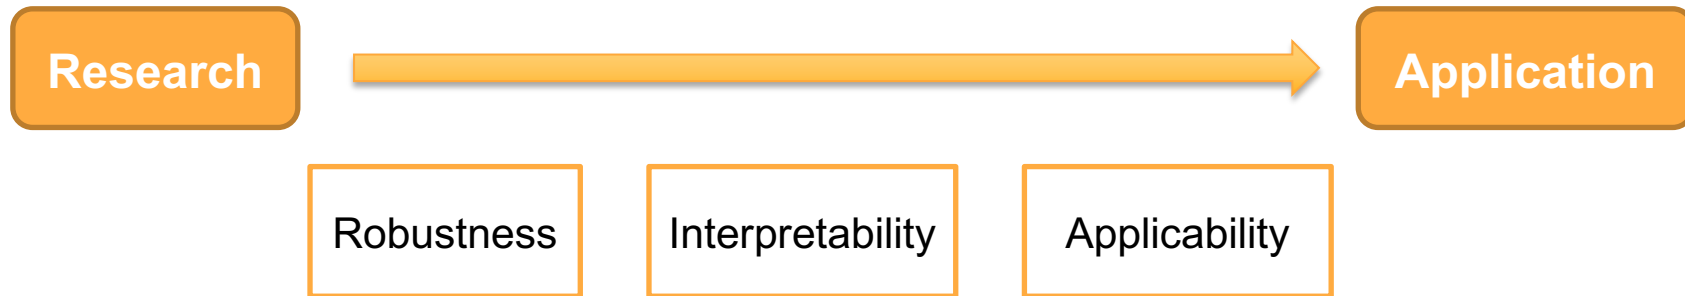 Research
Application
Robustness
Interpretability
Applicability